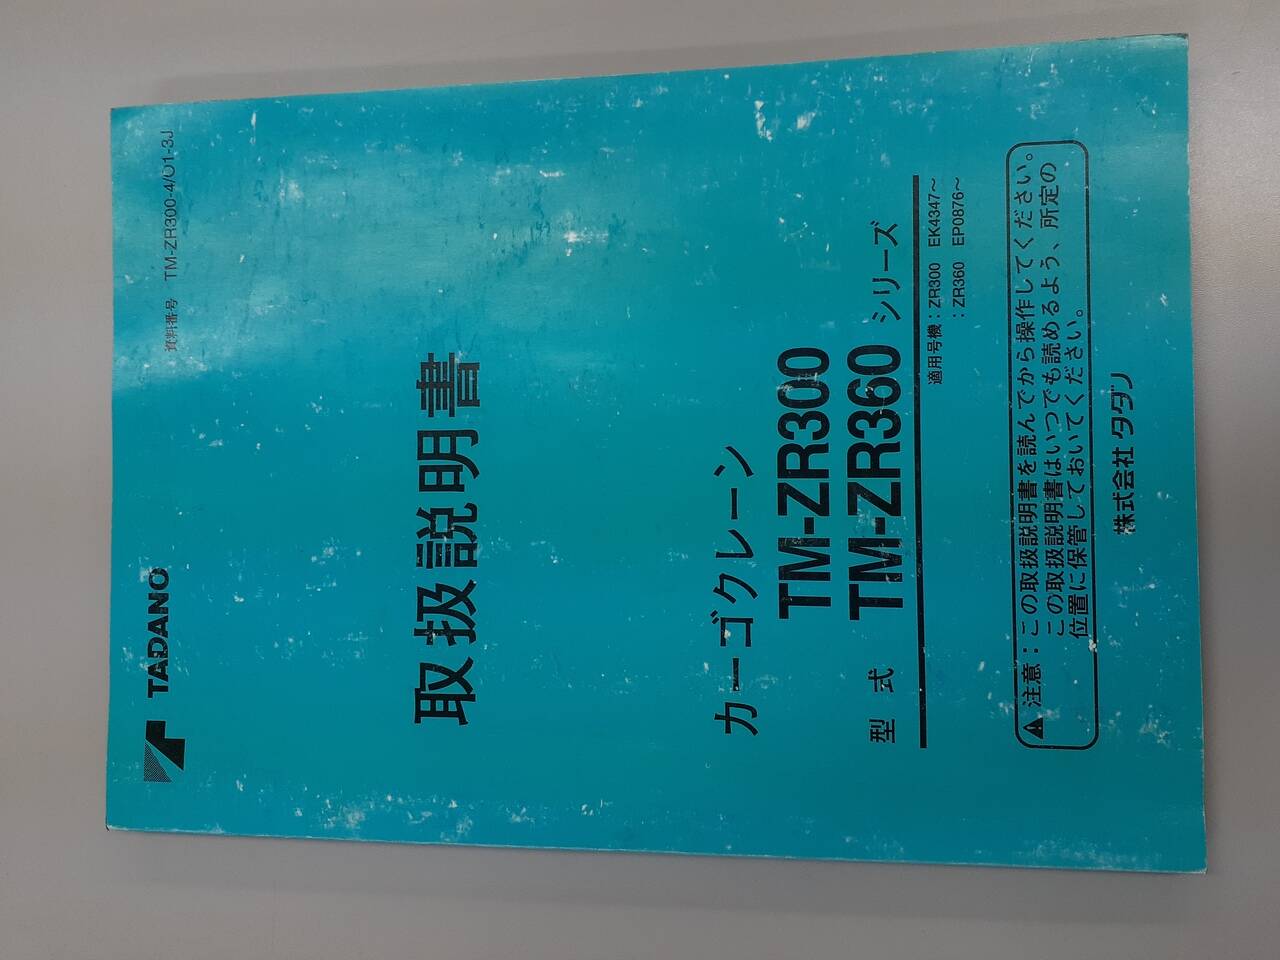 資料番号 TM-ZR300-4/O1-3J
TADANO
取扱説明書
カーゴクレーン
TM-ZR300
型 式 TM-ZR360 シリーズ
適用号機：ZR300 EK4347～
：ZR360 EP0876～
注意：この取扱説明書を読んでから操作してください。
この取扱説明書はいつでも読めるよう、所定の
位置に保管しておいてください。
株式会社 タダノ